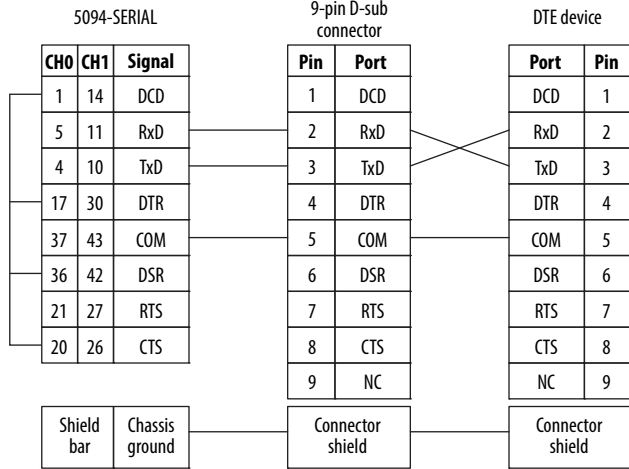 5094-SERIAL
9-pin D-sub
connector
DTE device
CH0 CH1 Signal
Pin Port
Port Pin
1 14 DCD
1 DCD
DCD 1
5 11 RxD
2 RxD
RxD 2
4 10 TxD
3 TxD
TxD 3
17 30 DTR
4 DTR
DTR 4
37 43 COM
5 COM
COM 5
36 42 DSR
6 DSR
DSR 6
21 27 RTS
7 RTS
RTS 7
20 26 CTS
8 CTS
CTS 8
9 NC
NC 9
Shield
bar
Chassis
ground
Connector
shield
Connector
shield